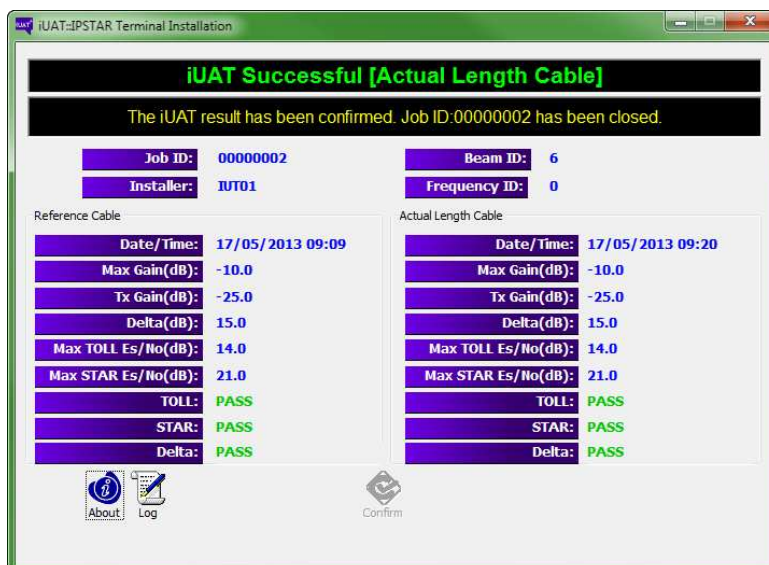 iUAT::IPSTAR Terminal Installation
iUAT Successful [Actual Length Cable]
The iUAT result has been confirmed. Job ID:00000002 has been closed.
Job ID: 00000002 Beam ID: 6
Installer: IUT01 Frequency ID: 0
Reference Cable Actual Length Cable
Date/Time: 17/05/2013 09:09 Date/Time: 17/05/2013 09:20
Max Gain(dB): -10.0 Max Gain(dB): -10.0
Tx Gain(dB): -25.0 Tx Gain(dB): -25.0
Delta(dB): 15.0 Delta(dB): 15.0
Max TOLL Es/No(dB): 14.0 Max TOLL Es/No(dB): 14.0
Max STAR Es/No(dB): 21.0 Max STAR Es/No(dB): 21.0
TOLL: PASS TOLL: PASS
STAR: PASS STAR: PASS
Delta: PASS Delta: PASS
About Log Confirm